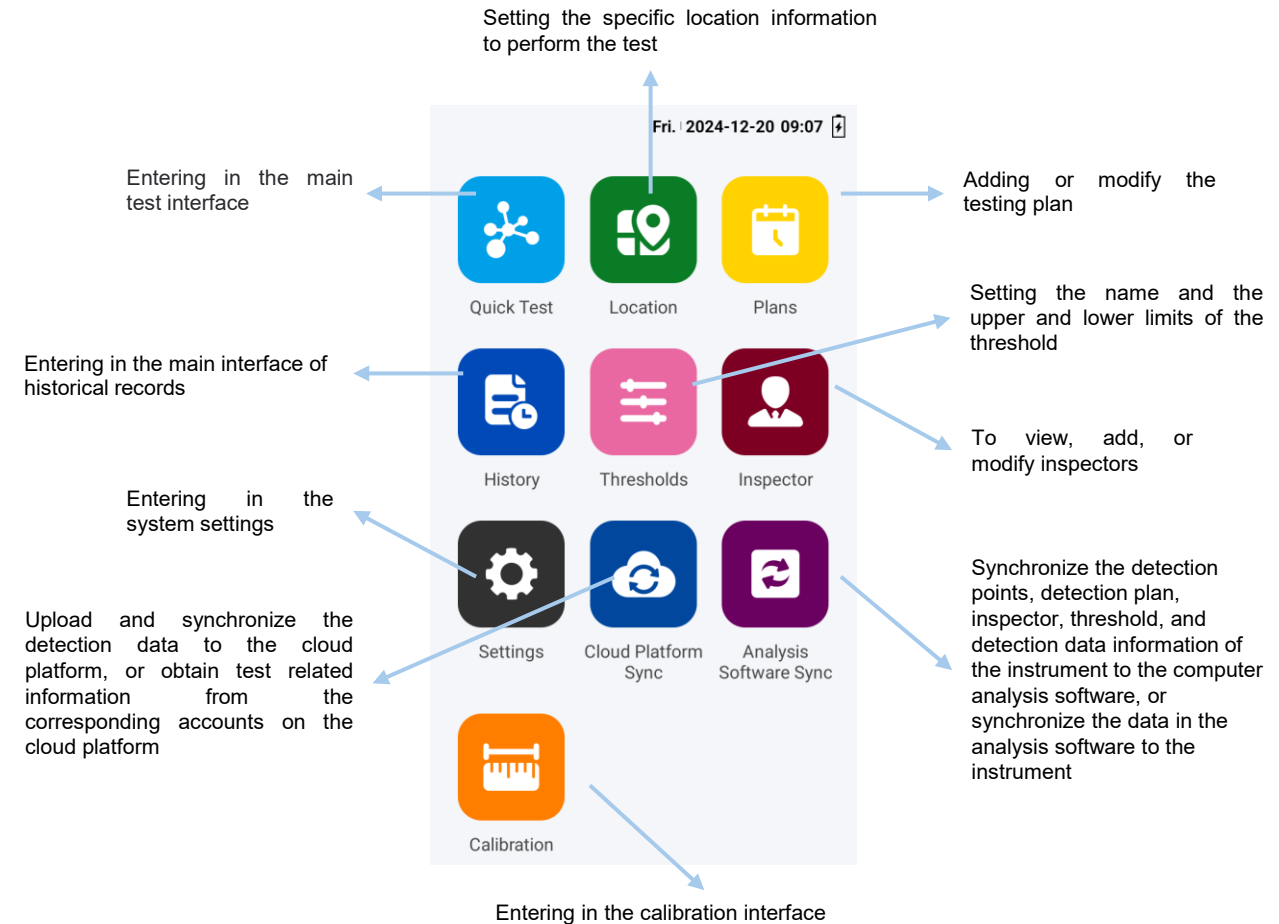 Setting the specific location information
to perform the test
Fri. 2024-12-20 09:07
Entering in the main
test interface
Adding or modify the
testing plan
Quick Test
Location
Plans
Setting the name and the
upper and lower limits of the
threshold
Entering in the main interface of
historical records
To view, add, or
modify inspectors
History
Thresholds
Inspector
Entering in the
system settings
Synchronize the detection
points, detection plan,
inspector, threshold, and
detection data information of
the instrument to the computer
analysis software, or
synchronize the data in the
analysis software to the
instrument
Upload and synchronize the
detection data to the cloud
platform, or obtain test related
information from the
corresponding accounts on the
cloud platform
Settings
Cloud Platform
Sync
Analysis
Software Sync
Calibration
Entering in the calibration interface